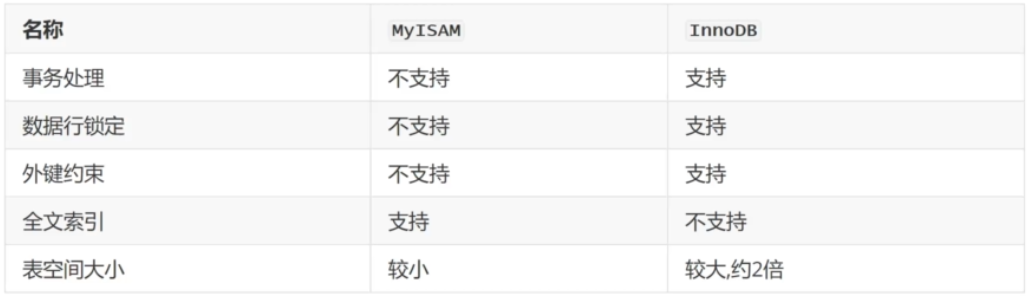 名称 MyISAM InnoDB
事务处理 不支持 支持
数据行锁定 不支持 支持
外键约束 不支持 支持
全文索引 支持 不支持
表空间大小 较小 较大,约2倍